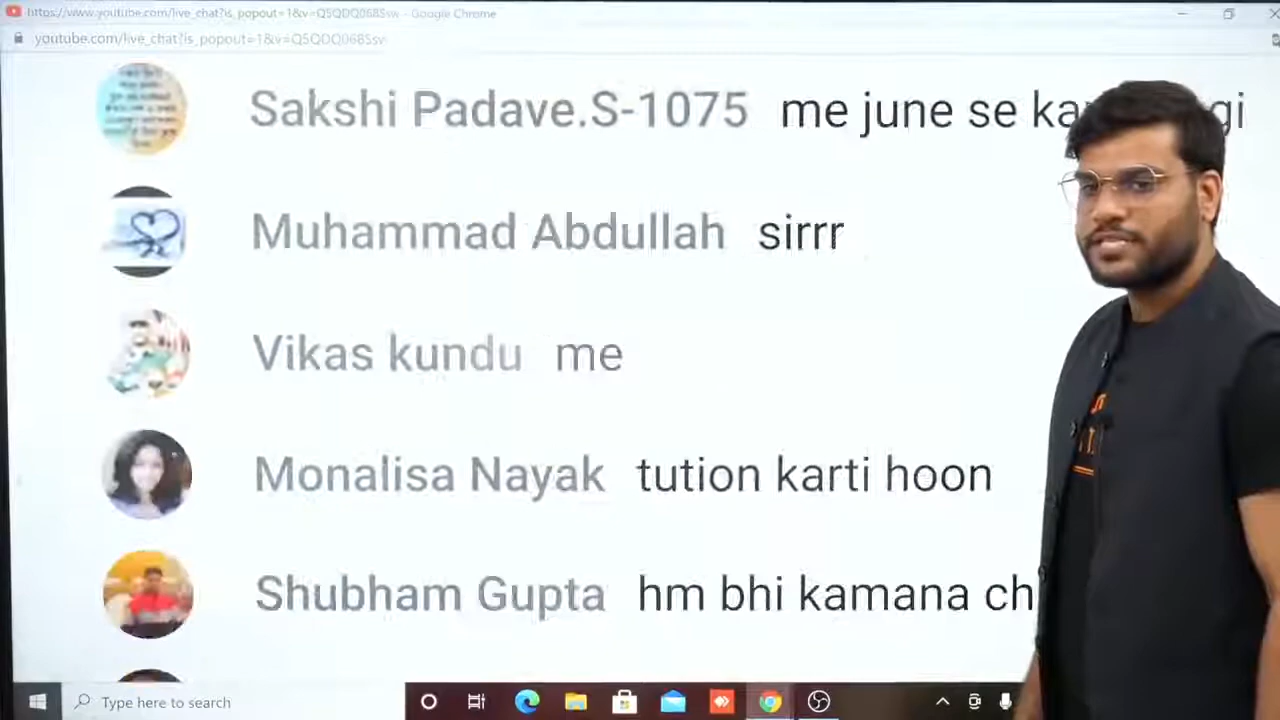 https://www.youtube.com/live_chat?is_popout=1&v=Q5QDQ068Ssw - Google Chrome
youtube.com/live_chat?is_popout=1&v=Q5QDQ068Ssw
Sakshi Padave.S-1075 me june se ka gi
Muhammad Abdullah sirrr
Vikas kundu me
Monalisa Nayak tution karti hoon
Shubham Gupta hm bhi kamana ch
Type here to search